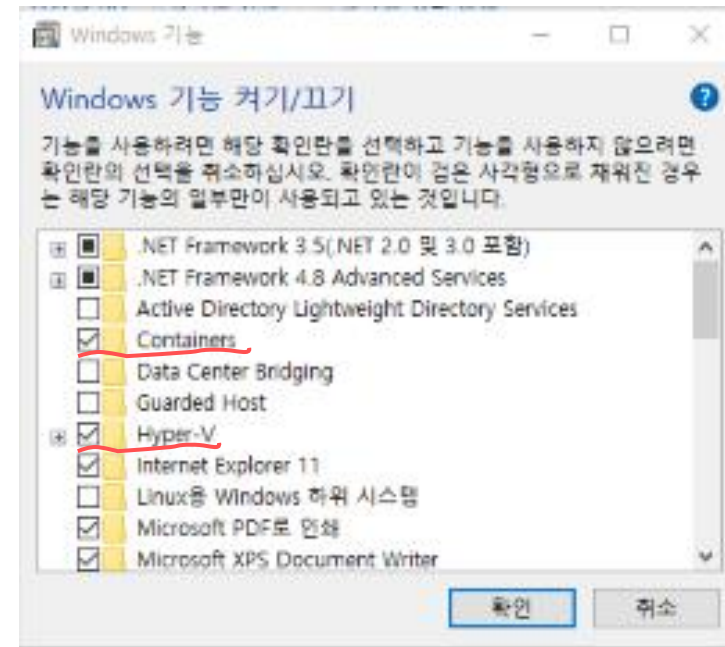 Windows 기능
Windows 기능 켜기/끄기
기능을 사용하려면 해당 확인란을 선택하고 기능을 사용하지 않으려면
확인란의 선택을 취소하십시오. 확인란이 검은 사각형으로 채워진 경우
는 해당 기능의 일부만이 사용되고 있는 것입니다.
.NET Framework 3.5(.NET 2.0 및 3.0 포함)
.NET Framework 4.8 Advanced Services
Active Directory Lightweight Directory Services
Containers
Data Center Bridging
Guarded Host
Hyper-V
Internet Explorer 11
Linux용 Windows 하위 시스템
Microsoft PDF로 인쇄
Microsoft XPS Document Writer
확인
취소